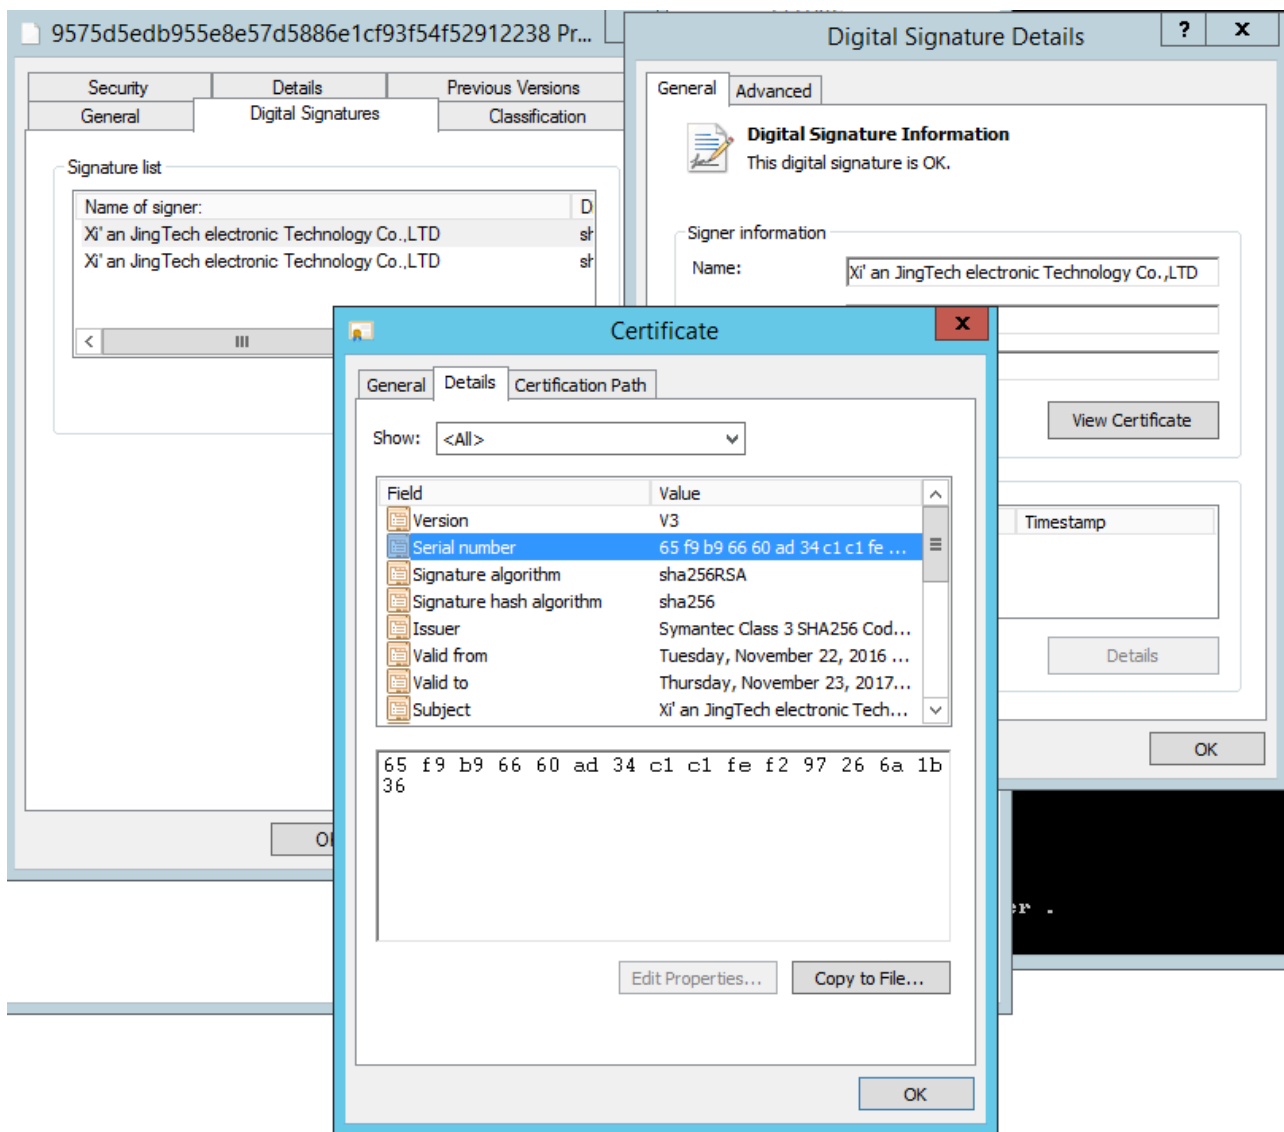 9575d5edb955e8e57d5886e1cf93f54f52912238 Pr...
Security Details Previous Versions
General Digital Signatures Classification
Signature list
Name of signer: D
Xi' an JingTech electronic Technology Co.,LTD sh
Xi' an JingTech electronic Technology Co.,LTD sh
Digital Signature Details ? X
General Advanced
Digital Signature Information
This digital signature is OK.
Signer information
Name: Xi' an JingTech electronic Technology Co.,LTD
View Certificate
Timestamp
Details
OK
Certificate X
General Details Certification Path
Show: <All>
Field Value
Version V3
Serial number 65 f9 b9 66 60 ad 34 c1 c1 fe ...
Signature algorithm sha256RSA
Signature hash algorithm sha256
Issuer Symantec Class 3 SHA256 Cod...
Valid from Tuesday, November 22, 2016 ...
Valid to Thursday, November 23, 2017...
Subject Xi' an JingTech electronic Tech...
65 f9 b9 66 60 ad 34 c1 c1 fe f2 97 26 6a 1b
36
Edit Properties... Copy to File...
OK
er .